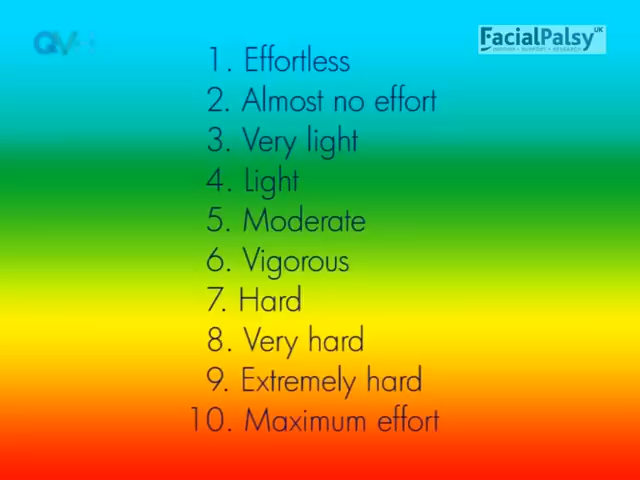 FacialPalsy UK
1. Effortless
2. Almost no effort
3. Very light
4. Light
5. Moderate
6. Vigorous
7. Hard
8. Very hard
9. Extremely hard
10. Maximum effort